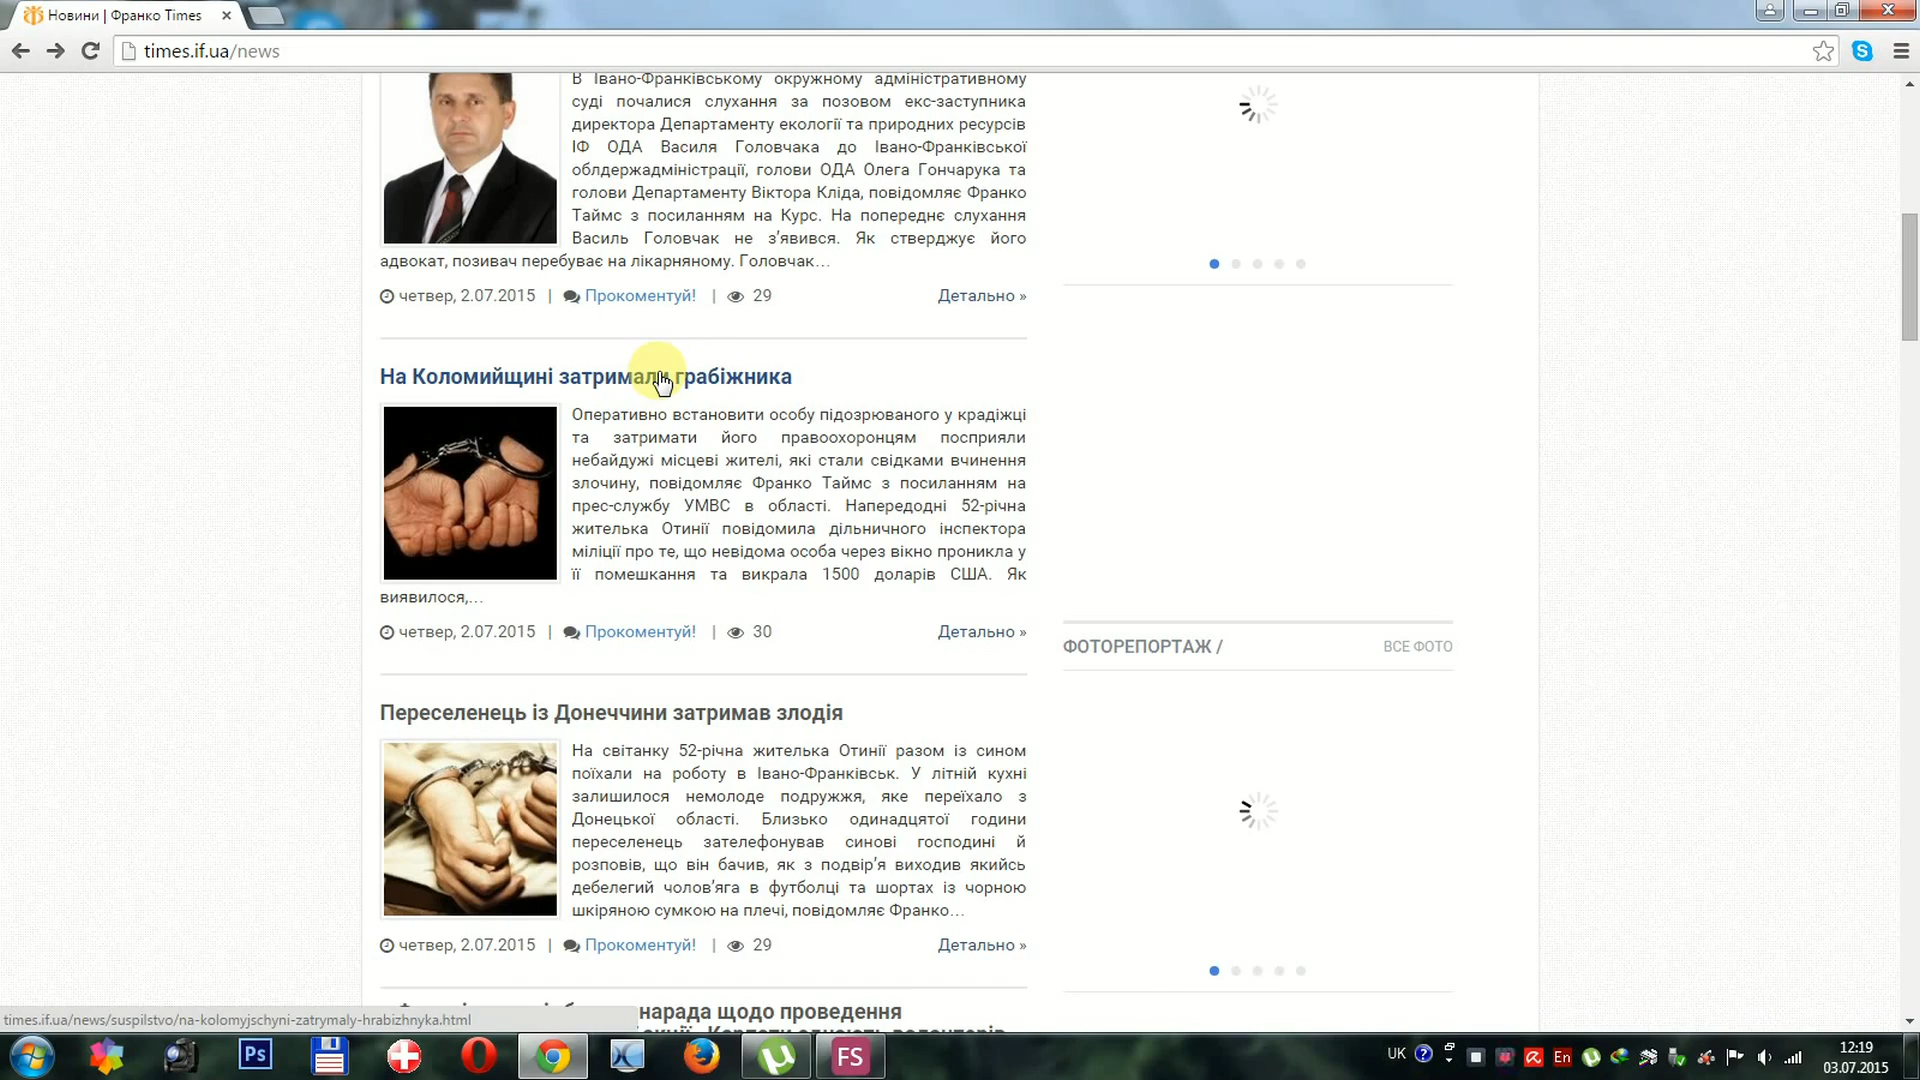 Новини | Франко Times
times.if.ua/news
В Івано-Франківському окружному адміністративному
суді почалися слухання за позовом екс-заступника
директора Департаменту екології та природних ресурсів
ІФ ОДА Василя Головчака до Івано-Франківської
облдержадміністрації, голови ОДА Олега Гончарука та
голови Департаменту Віктора Кліда, повідомляє Франко
Таймс з посиланням на Курс. На попереднє слухання
Василь Головчак не з’явився. Як стверджує його
адвокат, позивач перебуває на лікарняному. Головчак...
четвер, 2.07.2015 | Прокоментуй! | 29 Детально »
На Коломийщині затримали грабіжника
Оперативно встановити особу підозрюваного у крадіжці
та затримати його правоохоронцям посприяли
небайдужі місцеві жителі, які стали свідками вчинення
злочину, повідомляє Франко Таймс з посиланням на
прес-службу УМВС в області. Напередодні 52-річна
жителька Отинії повідомила дільничного інспектора
міліції про те, що невідома особа через вікно проникла у
її помешкання та викрала 1500 доларів США. Як
виявилося,...
четвер, 2.07.2015 | Прокоментуй! | 30 Детально »
Переселенець із Донеччини затримав злодія
На світанку 52-річна жителька Отинії разом із сином
поїхали на роботу в Івано-Франківськ. У літній кухні
залишилося немолоде подружжя, яке переїхало з
Донецької області. Близько одинадцятої години
переселенець зателефонував синові господині й
розповів, що він бачив, як з подвір’я виходив якийсь
дебелегий чолов’яга в футболці та шортах із чорною
шкіряною сумкою на плечі, повідомляє Франко...
четвер, 2.07.2015 | Прокоментуй! | 29 Детально »
нарада щодо проведення
ФОТОРЕПОРТАЖ / ВСЕ ФОТО
times.if.ua/news/suspilstvo/na-kolomyjschyni-zatrymaly-hrabizhnyka.html
Ps
FS
UK
En
12:19
03.07.2015